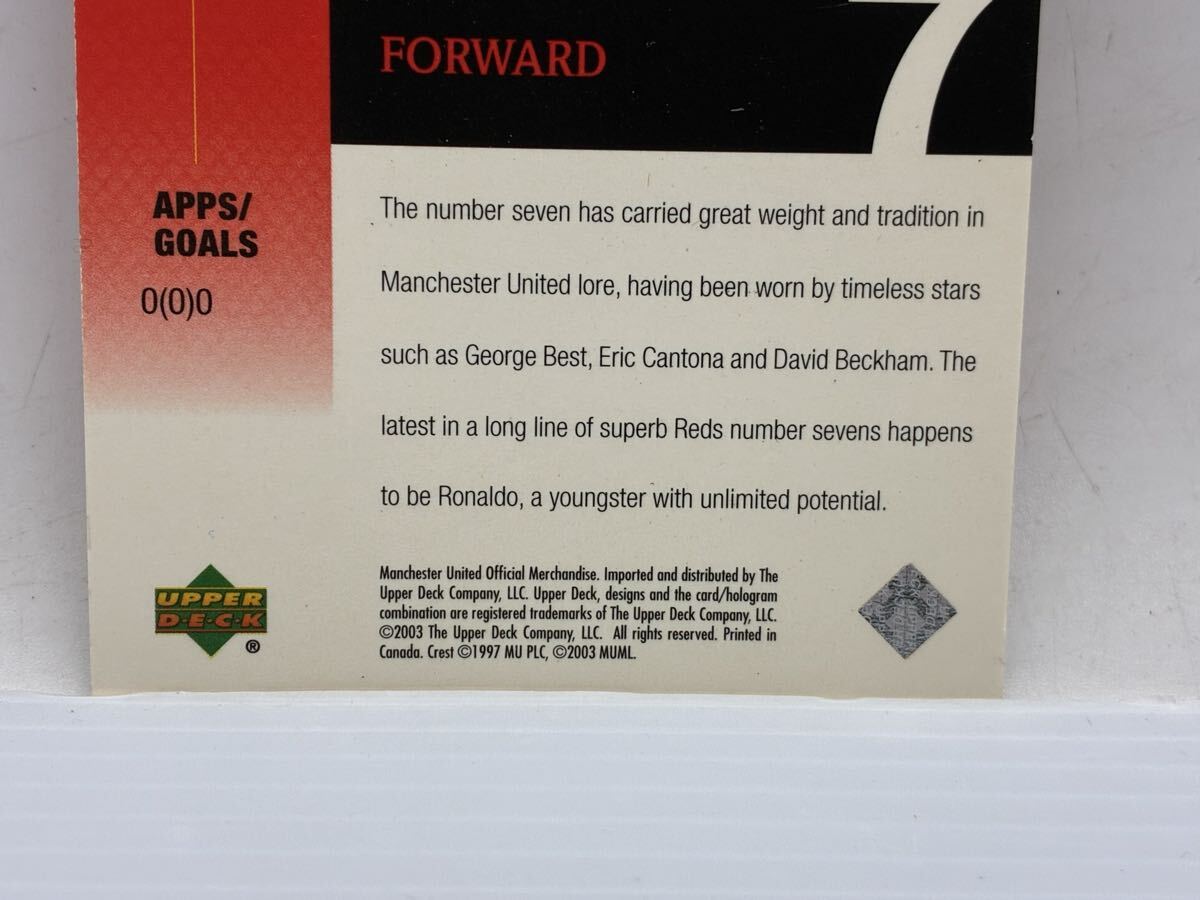 FORWARD
7
APPS/
GOALS
0(0)0
The number seven has carried great weight and tradition in
Manchester United lore, having been worn by timeless stars
such as George Best, Eric Cantona and David Beckham. The
latest in a long line of superb Reds number sevens happens
to be Ronaldo, a youngster with unlimited potential.
UPPER
D·E·C·K
®
Manchester United Official Merchandise. Imported and distributed by The
Upper Deck Company, LLC. Upper Deck, designs and the card/hologram
combination are registered trademarks of The Upper Deck Company, LLC.
©2003 The Upper Deck Company, LLC. All rights reserved. Printed in
Canada. Crest ©1997 MU PLC, ©2003 MUML.